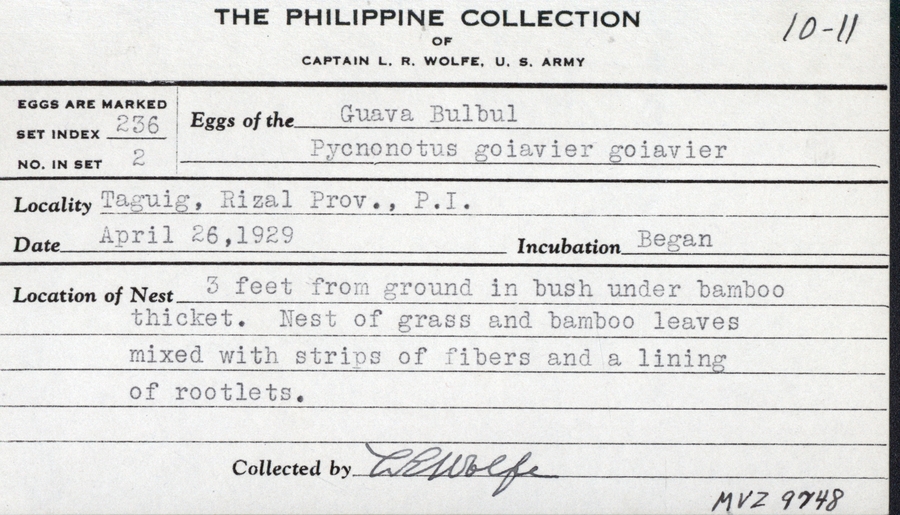 THE PHILIPPINE COLLECTION
10-11
OF
CAPTAIN L. R. WOLFE, U. S. ARMY
EGGS ARE MARKED
SET INDEX 236
NO. IN SET 2
Eggs of the Guava Bulbul
Pycnonotus goiavier goiavier
Locality Taguig, Rizal Prov., P.I.
Date April 26,1929 Incubation Began
Location of Nest 3 feet from ground in bush under bamboo
thicket. Nest of grass and bamboo leaves
mixed with strips of fibers and a lining
of rootlets.
Collected by LRWolfe
MVZ 9748